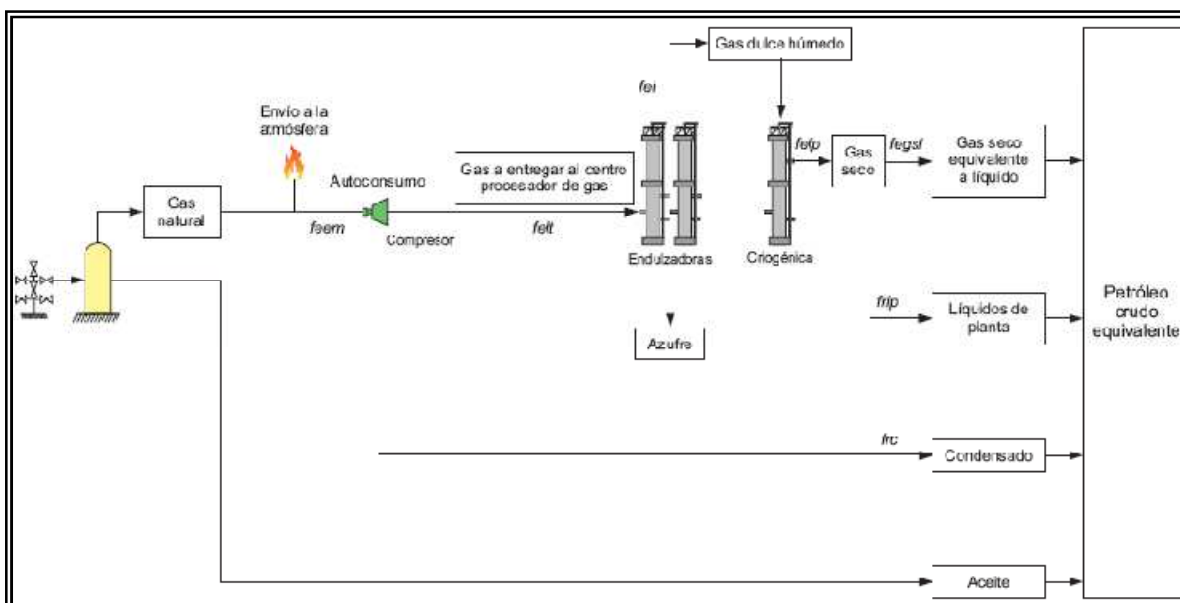 Gas dulce húmedo
fei
Envío a la
atmósfera
felp
fegsl
Gas
seco
Gas seco
equivalente
a líquido
Gas a entregar al centro
procesador de gas
Autoconsumo
Gas
natural
feem
Compresor
felt
Endulzadoras
Criogénica
Petróleo
crudo
equivalente
frlp
Líquidos de
planta
Azufre
frc
Condensado
Aceite